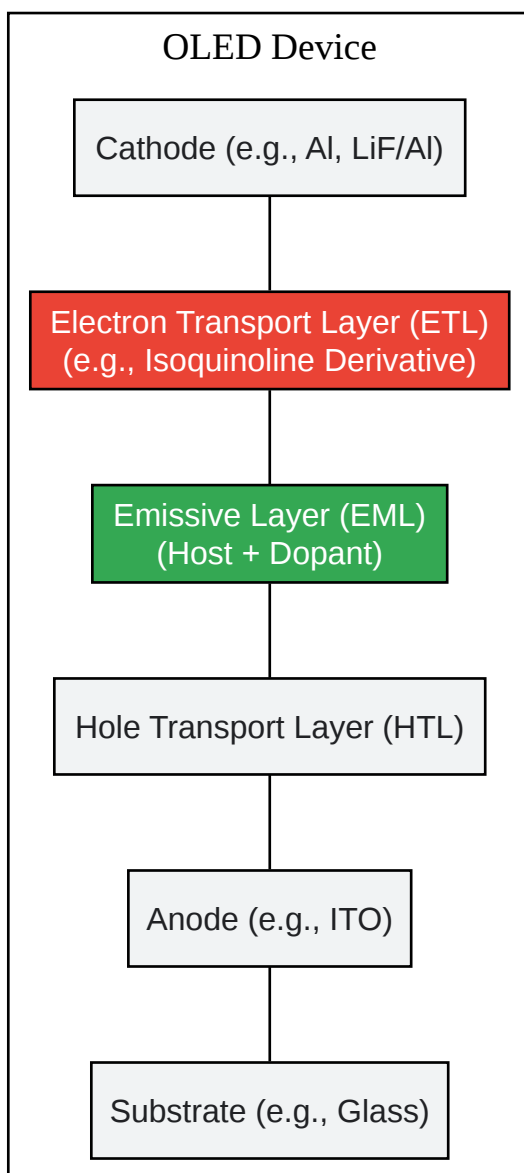 OLED Device
Cathode (e.g., Al, LiF/Al)
Electron Transport Layer (ETL)
(e.g., Isoquinoline Derivative)
Emissive Layer (EML)
(Host + Dopant)
Hole Transport Layer (HTL)
Anode (e.g., ITO)
Substrate (e.g., Glass)